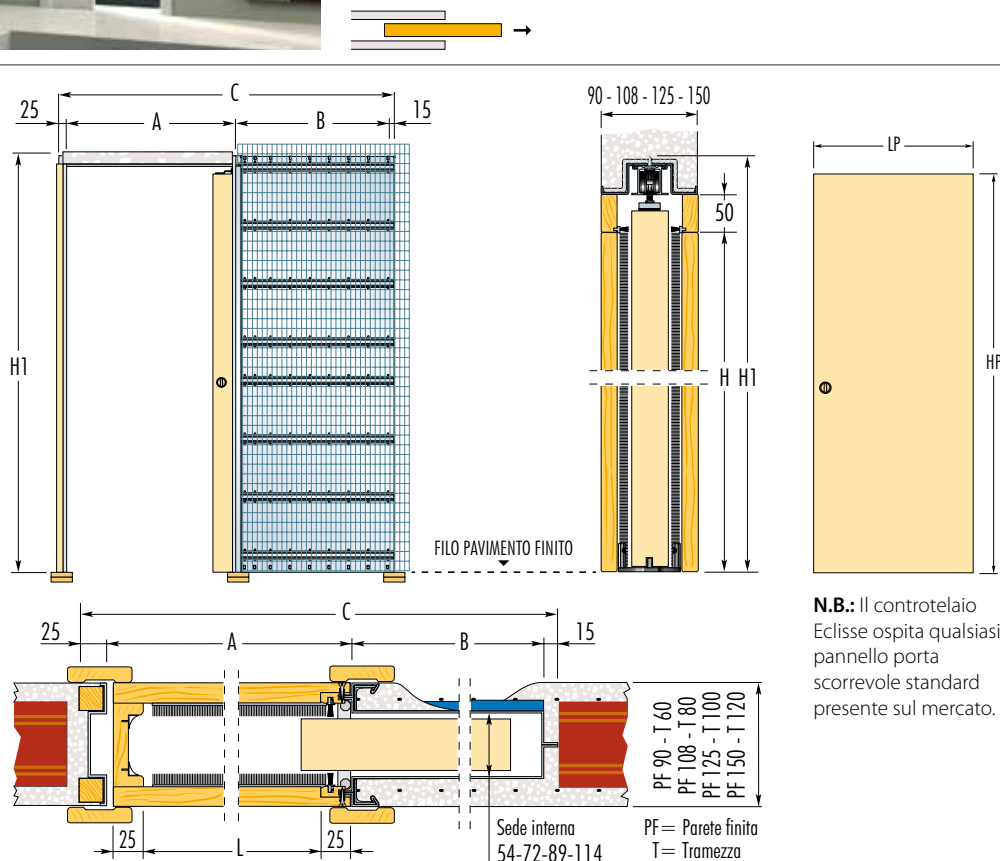 C
25
A
B
15
H1
FILO PAVIMENTO FINITO
90 - 108 - 125 - 150
50
H
H1
LP
HP
N.B.: Il controtelaio
Eclisse ospita qualsiasi
pannello porta
scorrevole standard
presente sul mercato.
C
25
A
B
15
PF 90 - T 60
PF 108 - T 80
PF 125 - T 100
PF 150 - T 120
25
L
25
Sede interna
54-72-89-114
PF= Parete finita
T= Tramezza